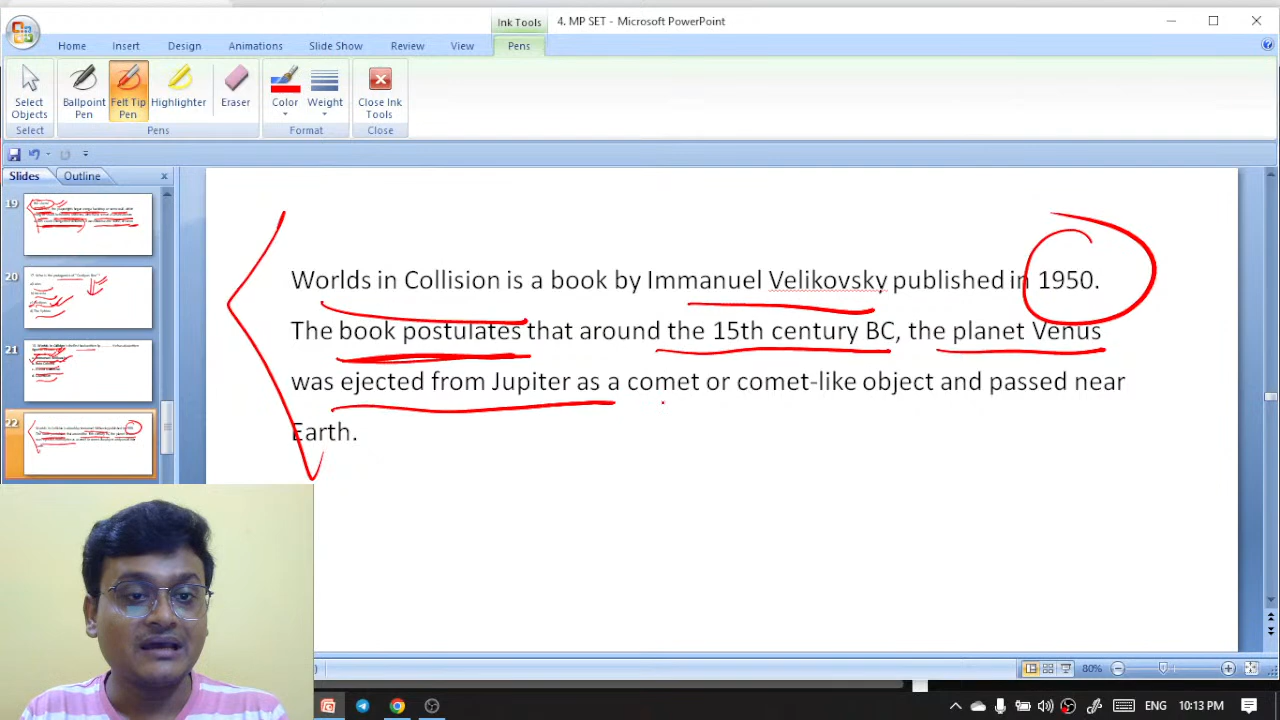 Ink Tools
4. MP SET - Microsoft PowerPoint
Home Insert Design Animations Slide Show Review View Pens
Select Objects
Ballpoint Pen
Felt Tip Pen
Highlighter
Eraser
Color
Weight
Close Ink Tools
Select Pens Format Close
Slides Outline
19
20
21
22
Worlds in Collision is a book by Immanuel Velikovsky published in 1950.
The book postulates that around the 15th century BC, the planet Venus
was ejected from Jupiter as a comet or comet-like object and passed near
Earth.
80%
ENG 10:13 PM